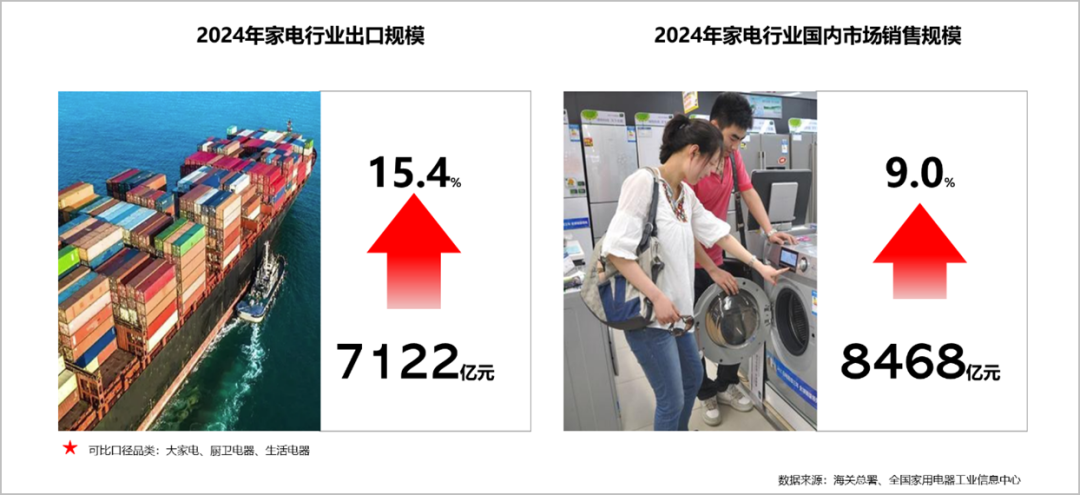 2024年家电行业出口规模
2024年家电行业国内市场销售规模
15.4%
7122亿元
9.0%
8468亿元
★ 可比口径品类：大家电、厨卫电器、生活电器
数据来源：海关总署、全国家用电器工业信息中心